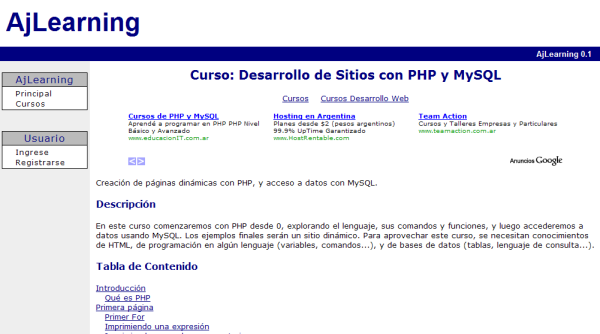 AjLearning
AjLearning 0.1
AjLearning
Principal
Cursos
Usuario
Ingrese
Registrarse
Curso: Desarrollo de Sitios con PHP y MySQL
Cursos Cursos Desarrollo Web
Cursos de PHP y MySQL
Aprendé a programar en PHP PHP Nivel
Básico y Avanzado
www.educacionIT.com.ar
Hosting en Argentina
Planes desde $2 (pesos argentinos)
99.9% UpTime Garantizado
www.HostRentable.com
Team Action
Cursos y Talleres Empresas y Particulares
www.teamaction.com.ar
Anuncios Google
Creación de páginas dinámicas con PHP, y acceso a datos con MySQL.
Descripción
En este curso comenzaremos con PHP desde 0, explorando el lenguaje, sus comandos y funciones, y luego accederemos a
datos usando MySQL. Los ejemplos finales serán un sitio dinámico. Para aprovechar este curso, se necesitan conocimientos
de HTML, de programación en algún lenguaje (variables, comandos...), y de bases de datos (tablas, lenguaje de consulta...).
Tabla de Contenido
Introducción
Qué es PHP
Primera página
Primer For
Imprimiendo una expresión